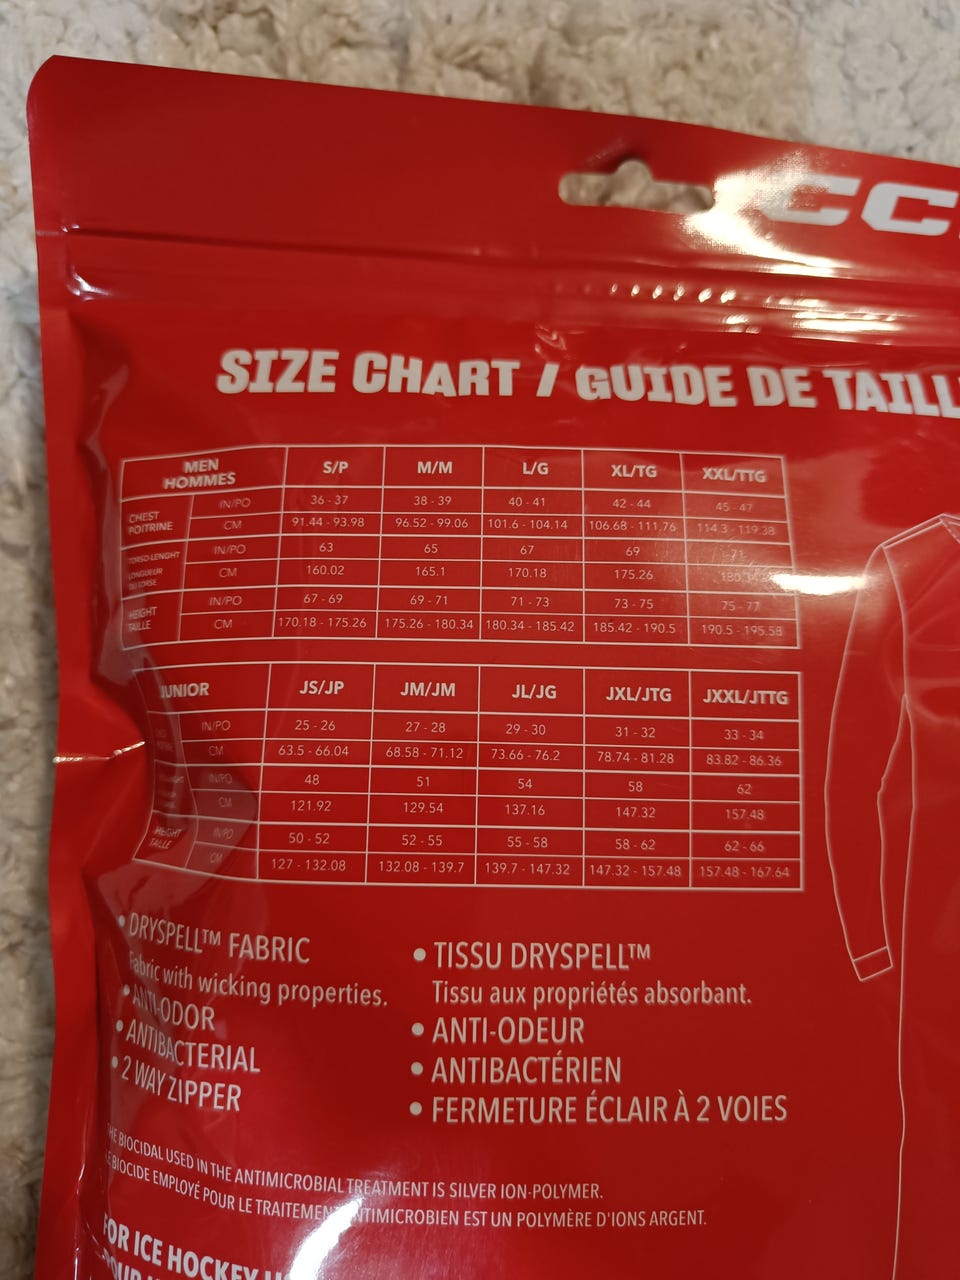 CC
SIZE CHART / GUIDE DE TAILL
MEN HOMMES S/P M/M L/G XL/TG XXL/TTG
CHEST POITRINE IN/PO 36 - 37 38 - 39 40 - 41 42 - 44 45 - 47
CM 91.44 - 93.98 96.52 - 99.06 101.6 - 104.14 106.68 - 111.76 114.3 - 119.38
TORSO LENGHT LONGUEUR DU TORSE IN/PO 63 65 67 69 71
CM 160.02 165.1 170.18 175.26
HEIGHT TAILLE IN/PO 67 - 69 69 - 71 71 - 73 73 - 75 75 - 77
CM 170.18 - 175.26 175.26 - 180.34 180.34 - 185.42 185.42 - 190.5 190.5 - 195.58
JUNIOR JS/JP JM/JM JL/JG JXL/JTG JXXL/JTTG
IN/PO 25 - 26 27 - 28 29 - 30 31 - 32 33 - 34
CM 63.5 - 66.04 68.58 - 71.12 73.66 - 76.2 78.74 - 81.28 83.82 - 86.36
IN/PO 48 51 54 58 62
CM 121.92 129.54 137.16 147.32 157.48
HEIGHT TAILLE IN/PO 50 - 52 52 - 55 55 - 58 58 - 62 62 - 66
CM 127 - 132.08 132.08 - 139.7 139.7 - 147.32 147.32 - 157.48 157.48 - 167.64
• DRYSPELL™ FABRIC
Fabric with wicking properties.
• ANTI-ODOR
• ANTIBACTERIAL
• 2 WAY ZIPPER
• TISSU DRYSPELL™
Tissu aux propriétés absorbant.
• ANTI-ODEUR
• ANTIBACTÉRIEN
• FERMETURE ÉCLAIR À 2 VOIES
HE BIOCIDAL USED IN THE ANTIMICROBIAL TREATMENT IS SILVER ION-POLYMER.
E BIOCIDE EMPLOYÉ POUR LE TRAITEMENT ANTIMICROBIEN EST UN POLYMÈRE D'IONS ARGENT.
FOR ICE HOCKEY